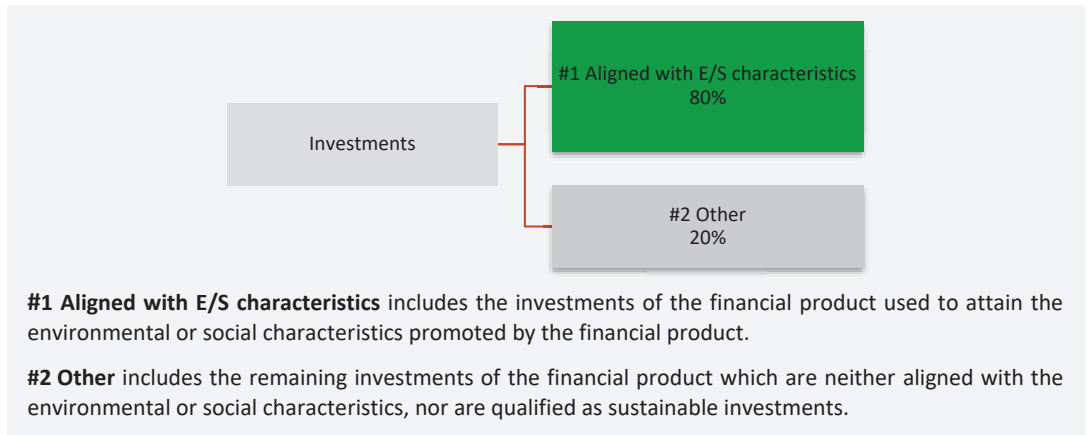 #1 Aligned with E/S characteristics
80%
Investments
#2 Other
20%
#1 Aligned with E/S characteristics includes the investments of the financial product used to attain the
environmental or social characteristics promoted by the financial product.
#2 Other includes the remaining investments of the financial product which are neither aligned with the
environmental or social characteristics, nor are qualified as sustainable investments.